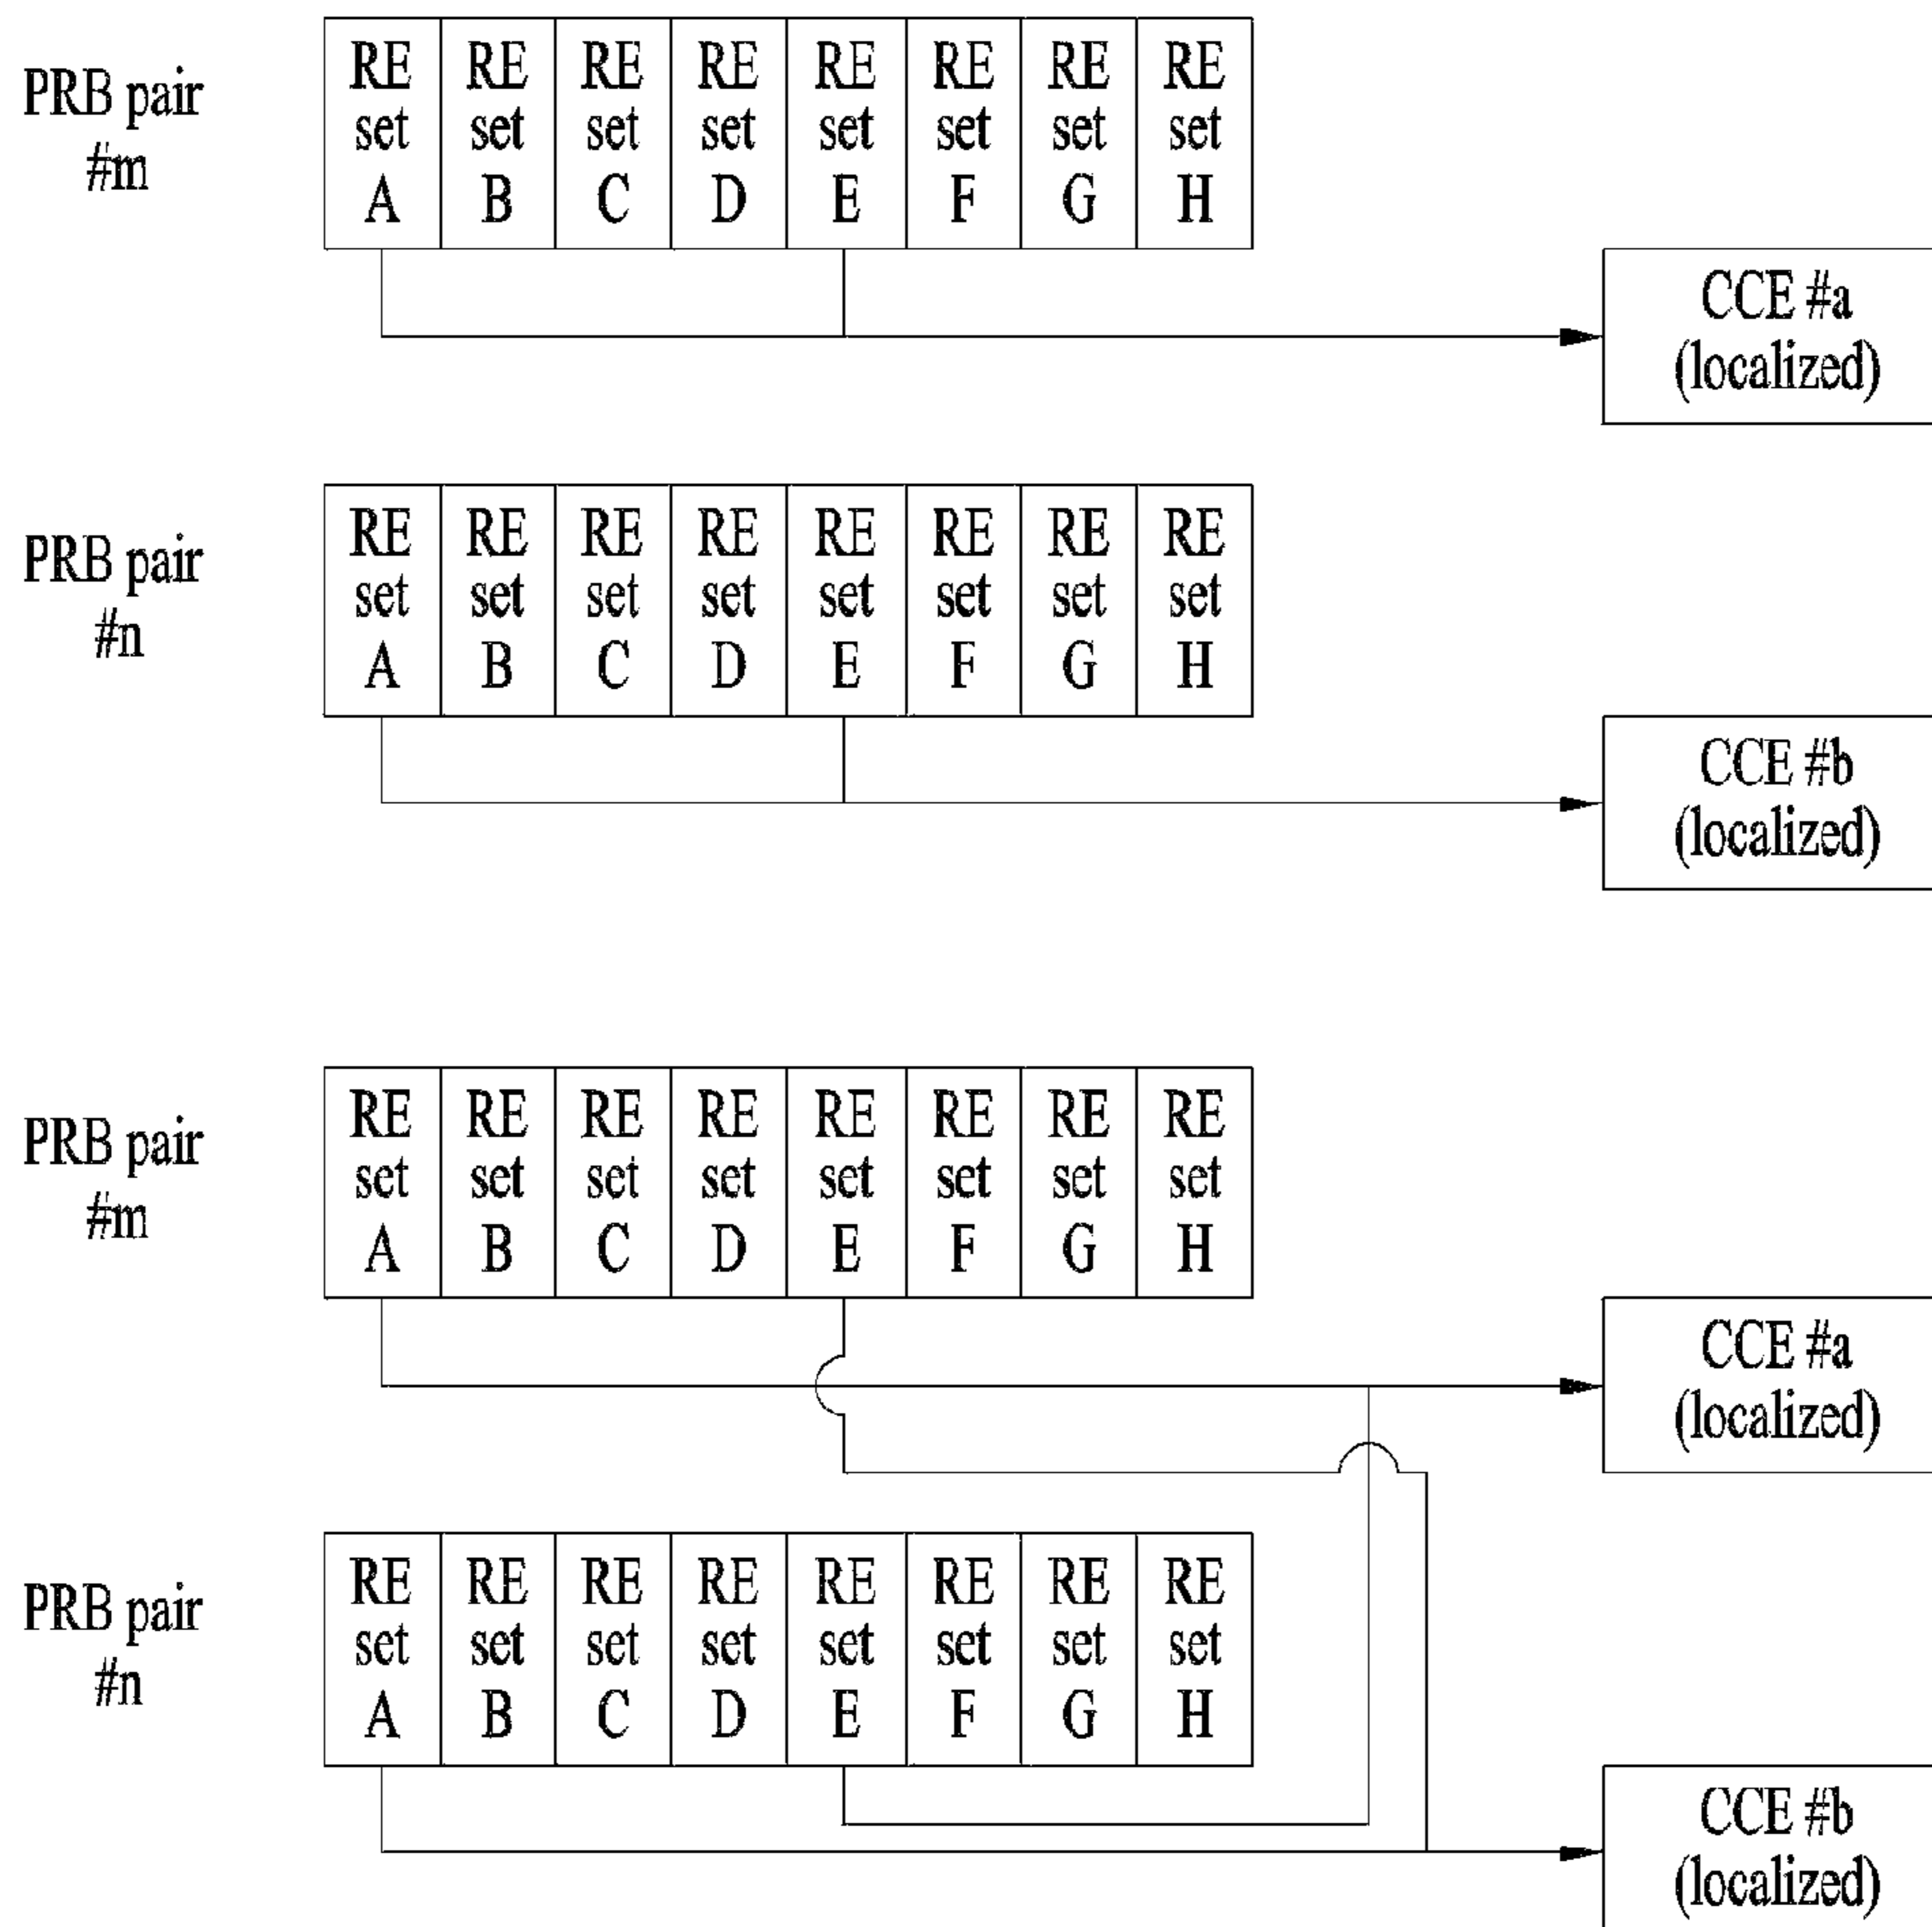 PRB pair
#m
RE RE RE RE RE RE RE RE
set set set set set set set set
A B C D E F G H
CCE #a
(localized)
PRB pair
#n
RE RE RE RE RE RE RE RE
set set set set set set set set
A B C D E F G H
CCE #b
(localized)
PRB pair
#m
RE RE RE RE RE RE RE RE
set set set set set set set set
A B C D E F G H
CCE #a
(localized)
PRB pair
#n
RE RE RE RE RE RE RE RE
set set set set set set set set
A B C D E F G H
CCE #b
(localized)